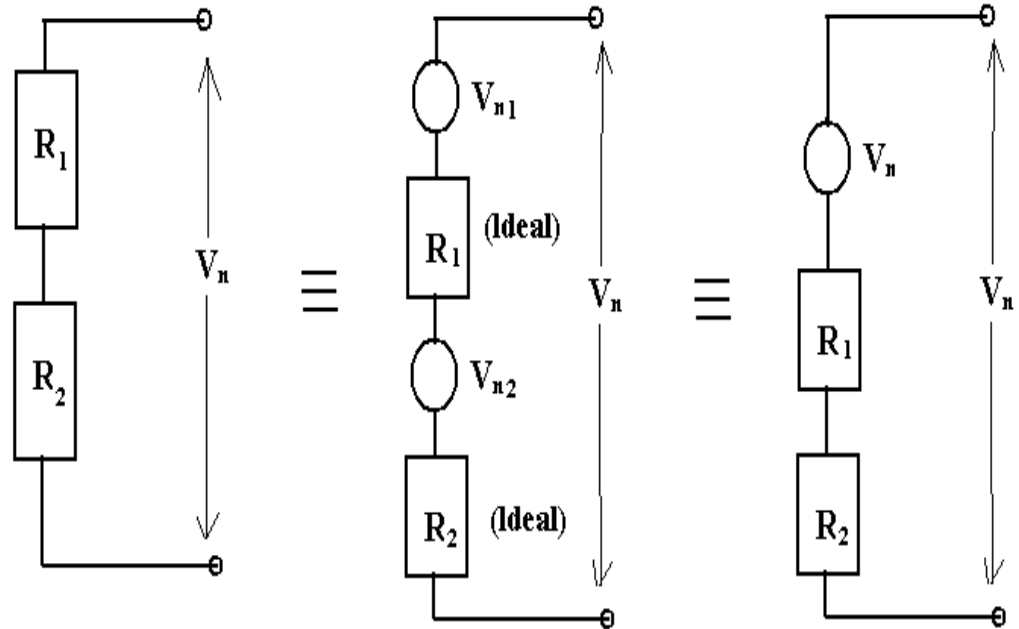 R₁
Vₙ
R₂
≡
Vₙ₁
R₁ (Ideal)
Vₙ
Vₙ₂
R₂ (Ideal)
≡
Vₙ
R₁
Vₙ
R₂